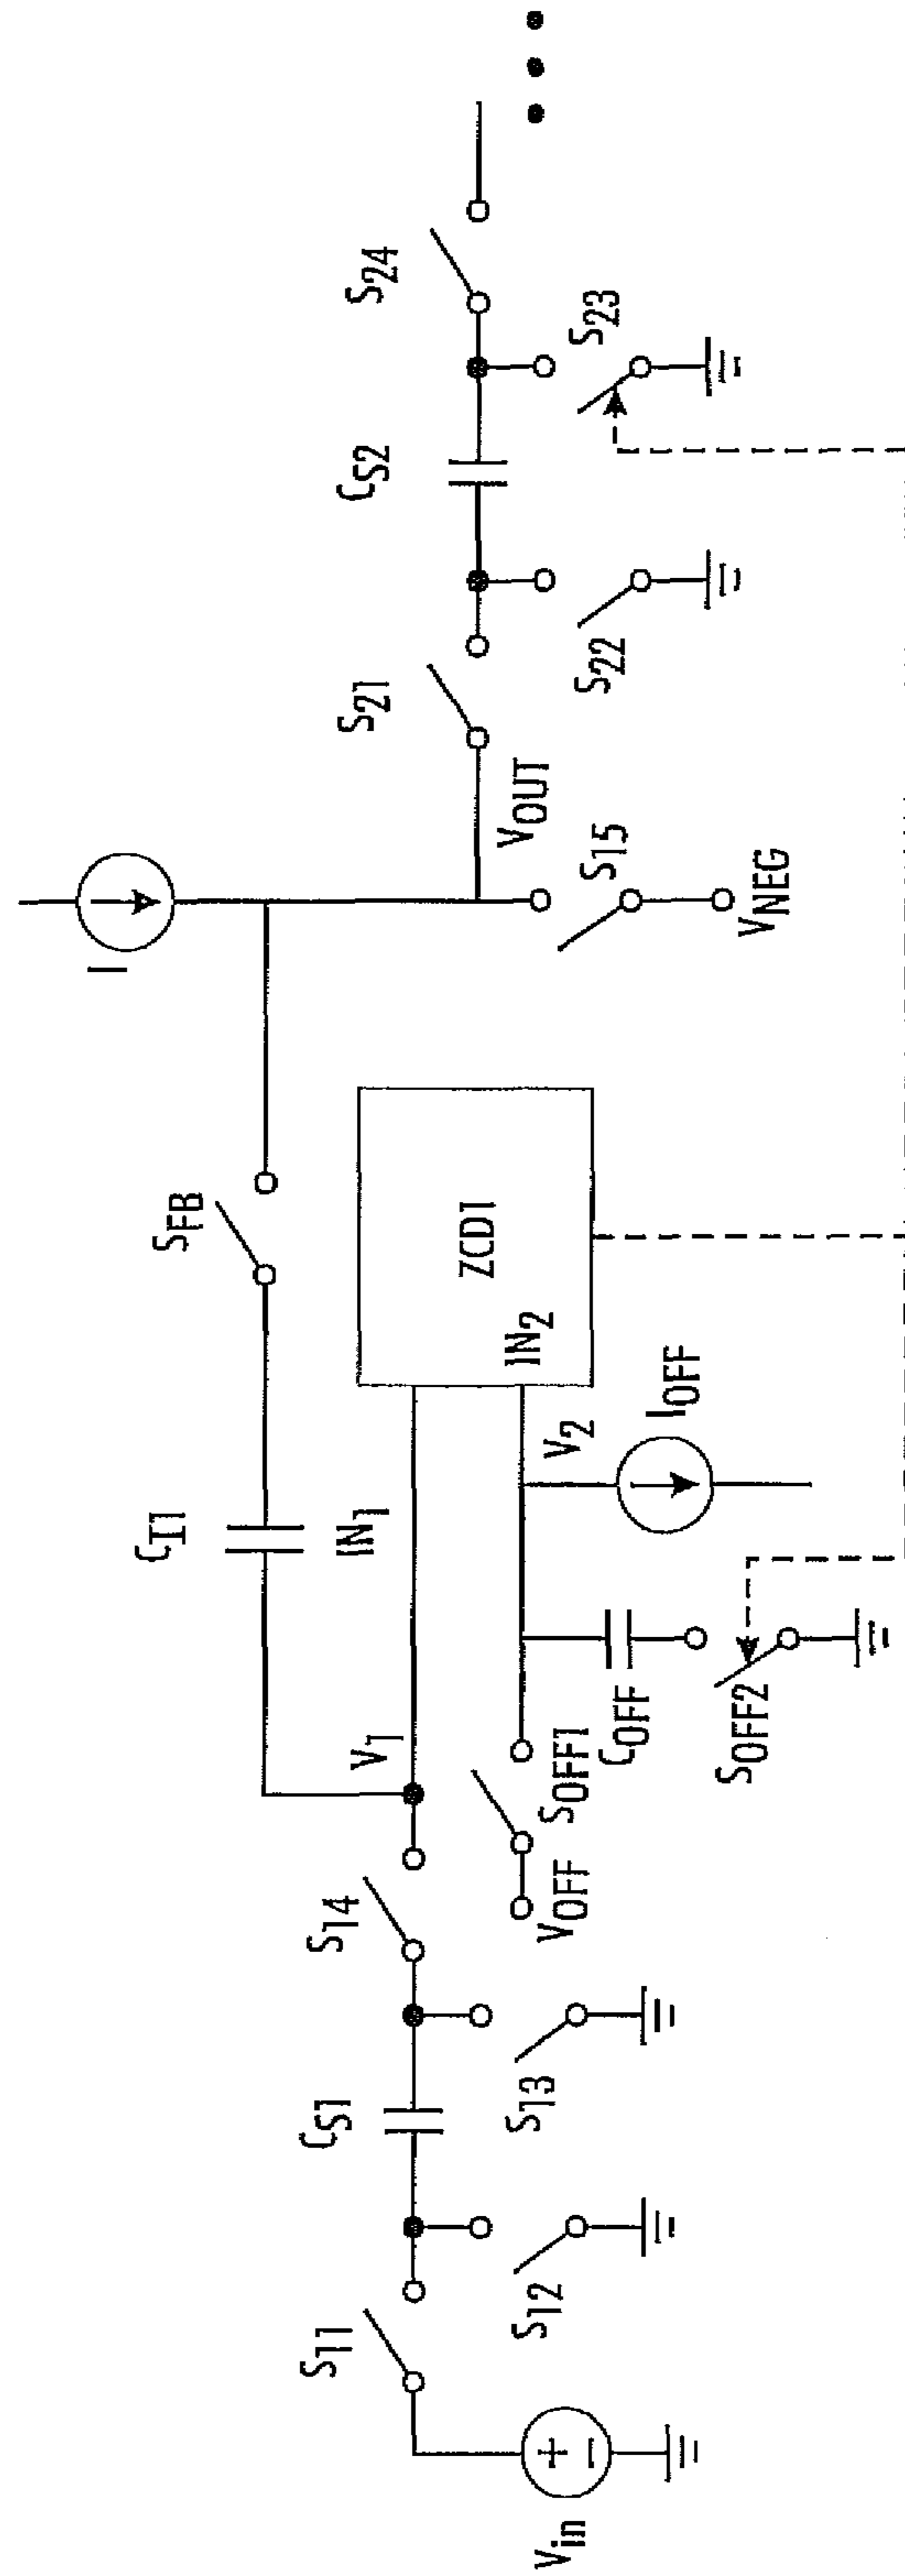 I
C_I1
S_FB
S_24
C_S2
S_21
S_23
S_22
V_OUT
S_15
V_NEG
S_11
C_S1
S_14
V_1
IN_1
ZCD1
IN_2
V_2
I_OFF
V_OFF
S_OFF1
C_OFF
S_OFF2
S_12
S_13
V_in
+
−